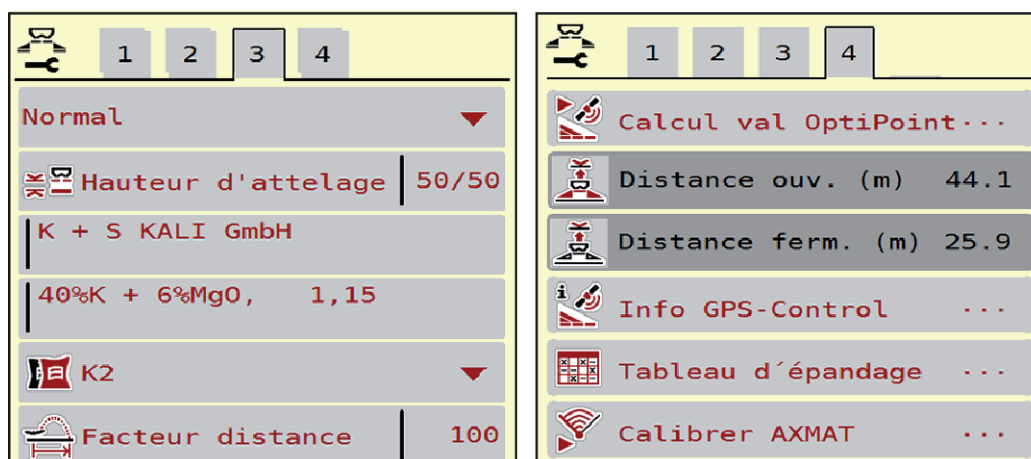 1 2 3 4
Normal
Hauteur d'attelage 50/50
K + S KALI GmbH
40%K + 6%MgO, 1,15
K2
Facteur distance 100
1 2 3 4
Calcul val OptiPoint ...
Distance ouv. (m) 44.1
Distance ferm. (m) 25.9
i
Info GPS-Control ...
Tableau d´épandage ...
Calibrer AXMAT ...